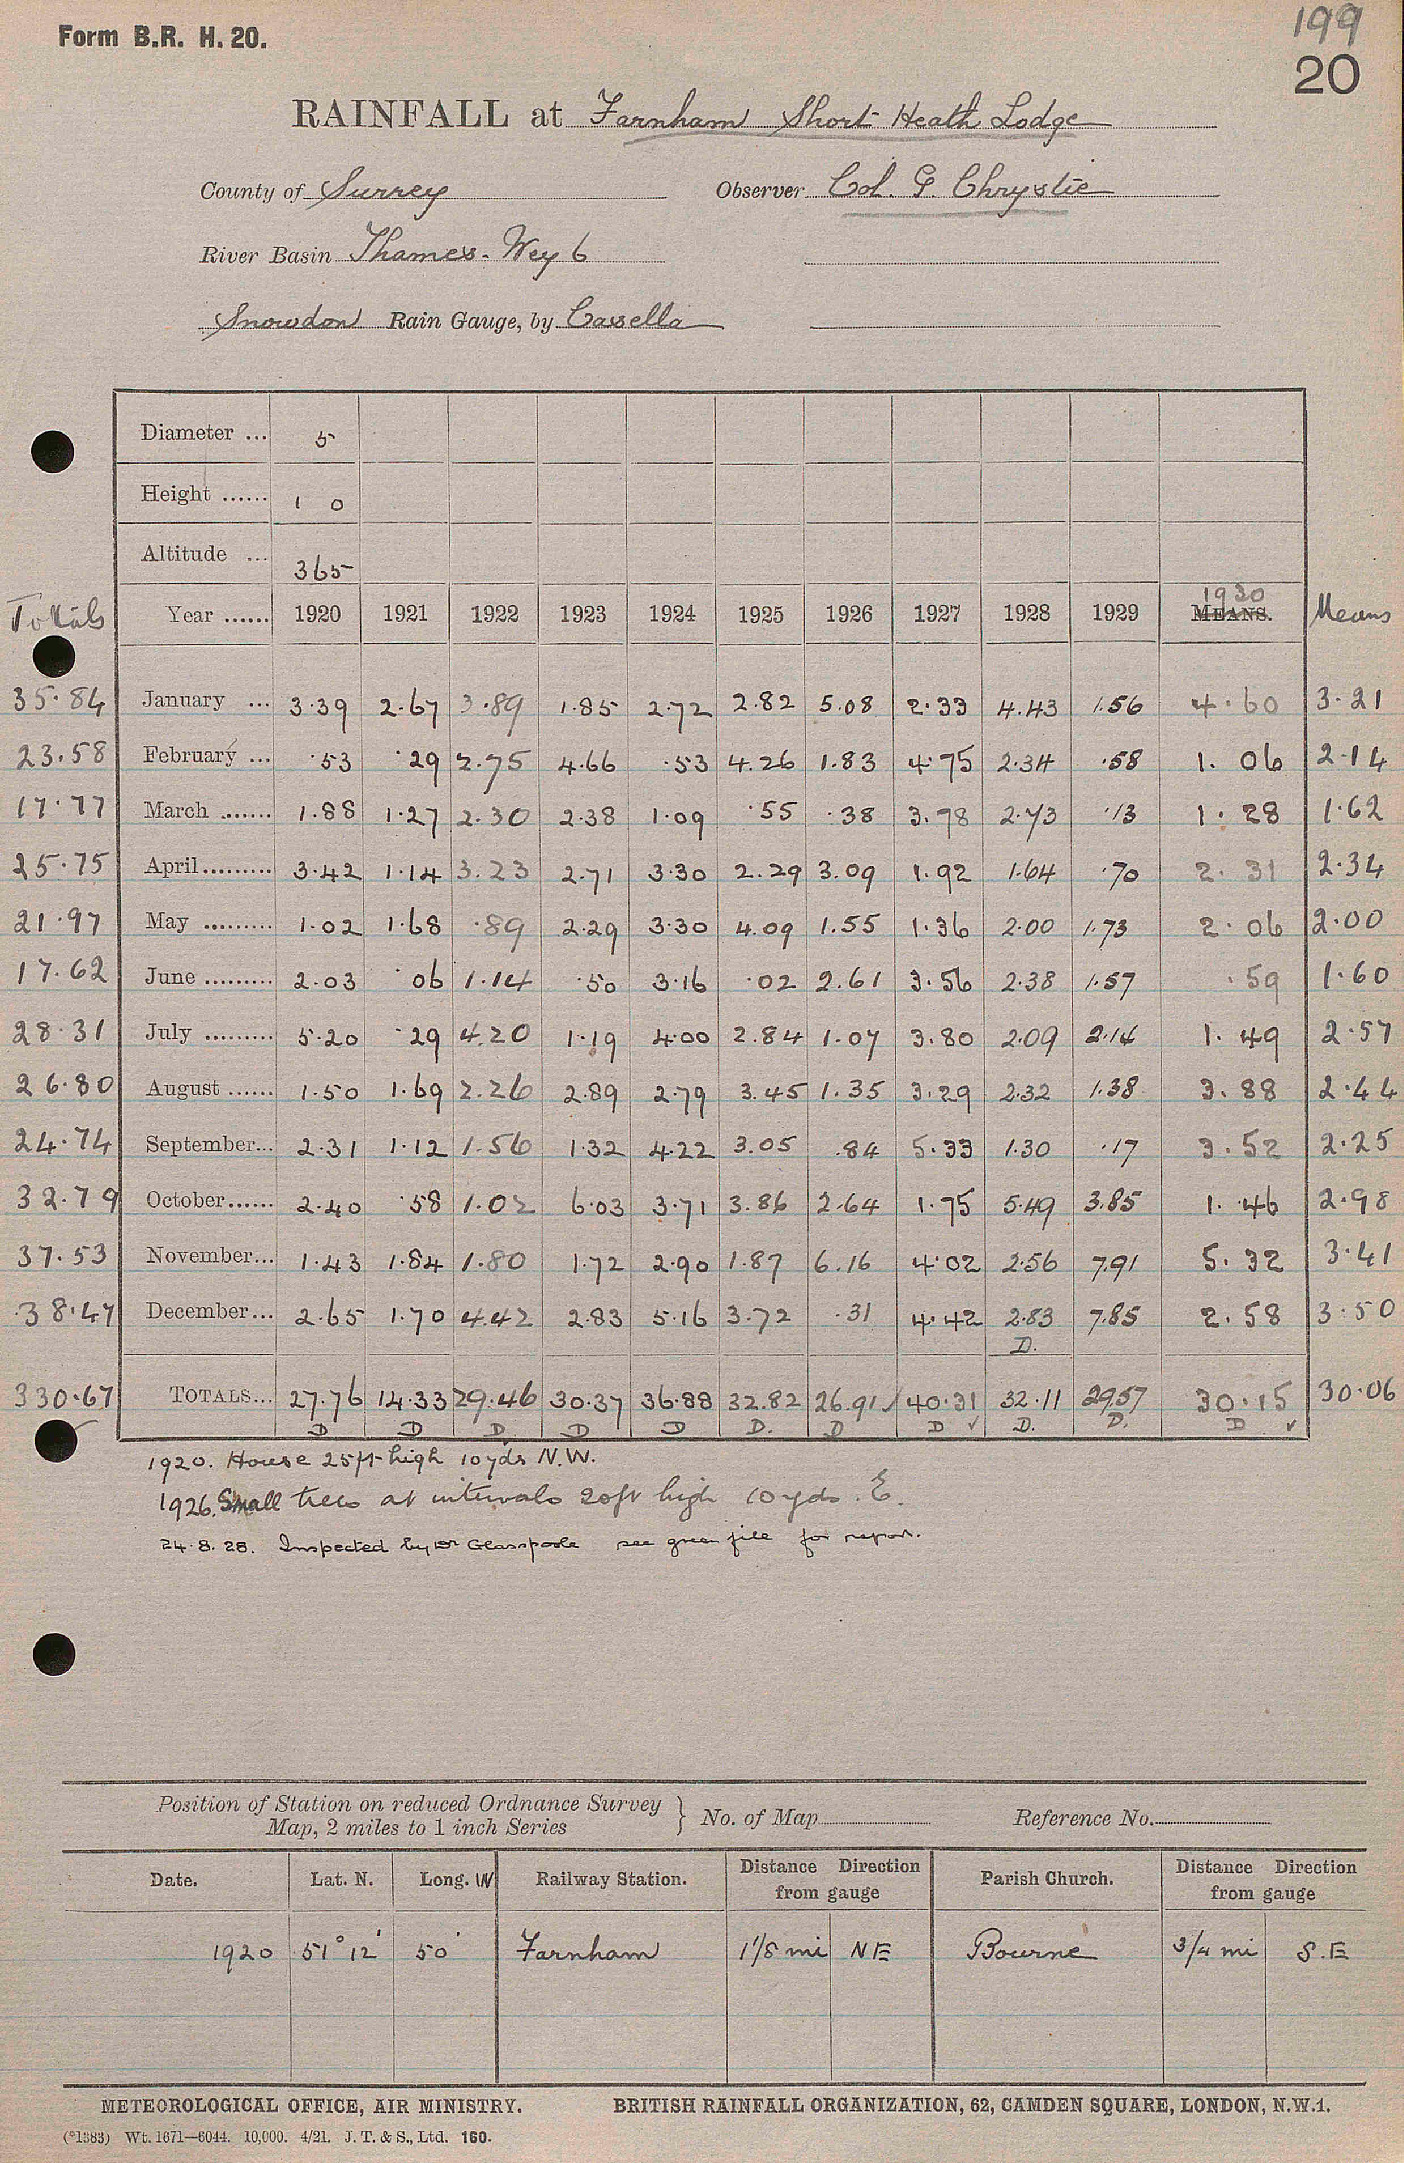 Form B.R. H. 20.
199
20
RAINFALL at Farnham Short Heath Lodge
County of Surrey Observer Col. G. Chrystie
River Basin Thames. Wey 6
Snowdon Rain Gauge, by Casella
Diameter ... 5
Height ...... 1 0
Altitude ... 365
Totals Year ...... 1920 1921 1922 1923 1924 1925 1926 1927 1928 1929 1930 MEANS. Means
35.84 January ... 3.39 2.67 3.89 1.85 2.72 2.82 5.08 2.33 4.43 1.56 4.60 3.21
23.58 February ... .53 .29 2.75 4.66 .53 4.26 1.83 4.75 2.34 .58 1.06 2.14
17.77 March ....... 1.88 1.27 2.30 2.38 1.09 .55 .38 3.78 2.73 .13 1.28 1.62
25.75 April......... 3.42 1.14 3.23 2.71 3.30 2.29 3.09 1.92 1.64 .70 2.31 2.34
21.97 May ......... 1.02 1.68 .89 2.29 3.30 4.09 1.55 1.36 2.00 1.73 2.06 2.00
17.62 June ......... 2.03 .06 1.14 .50 3.16 .02 2.61 3.56 2.38 1.57 .59 1.60
28.31 July ......... 5.20 .29 4.20 1.19 4.00 2.84 1.07 3.80 2.09 2.14 1.49 2.57
26.80 August ...... 1.50 1.69 2.26 2.89 2.79 3.45 1.35 3.29 2.32 1.38 3.88 2.44
24.74 September... 2.31 1.12 1.56 1.32 4.22 3.05 .84 5.33 1.30 .17 3.52 2.25
32.79 October...... 2.40 .58 1.02 6.03 3.71 3.86 2.64 1.75 5.49 3.85 1.46 2.98
37.53 November... 1.43 1.84 1.80 1.72 2.90 1.87 6.16 4.02 2.56 7.91 5.32 3.41
38.47 December... 2.65 1.70 4.42 2.83 5.16 3.72 .31 4.42 2.83 7.85 2.58 3.50
D.
330.67 TOTALS... 27.76 14.33 29.46 30.37 36.88 32.82 26.91 ✓ 40.31 32.11 29.57 30.15 30.06
D D D D D D. D D ✓ D. D. D ✓
1920. House 25ft high 10yds N.W.
1926. Small trees at intervals 20ft high 10 yds. E.
24.8.28. Inspected by Dr Glasspoole see green file for report.
Position of Station on reduced Ordnance Survey
Map, 2 miles to 1 inch Series } No. of Map Reference No.
Date. Lat. N. Long. W Railway Station. Distance Direction from gauge Parish Church. Distance Direction from gauge
1920 51° 12' 50' Farnham 1 1/8 mi NE Bourne 3/4 mi S.E
METEOROLOGICAL OFFICE, AIR MINISTRY. BRITISH RAINFALL ORGANIZATION, 62, CAMDEN SQUARE, LONDON, N.W.1.
(*1383) Wt. 1671—6044. 10,000. 4/21. J. T. & S., Ltd. 160.